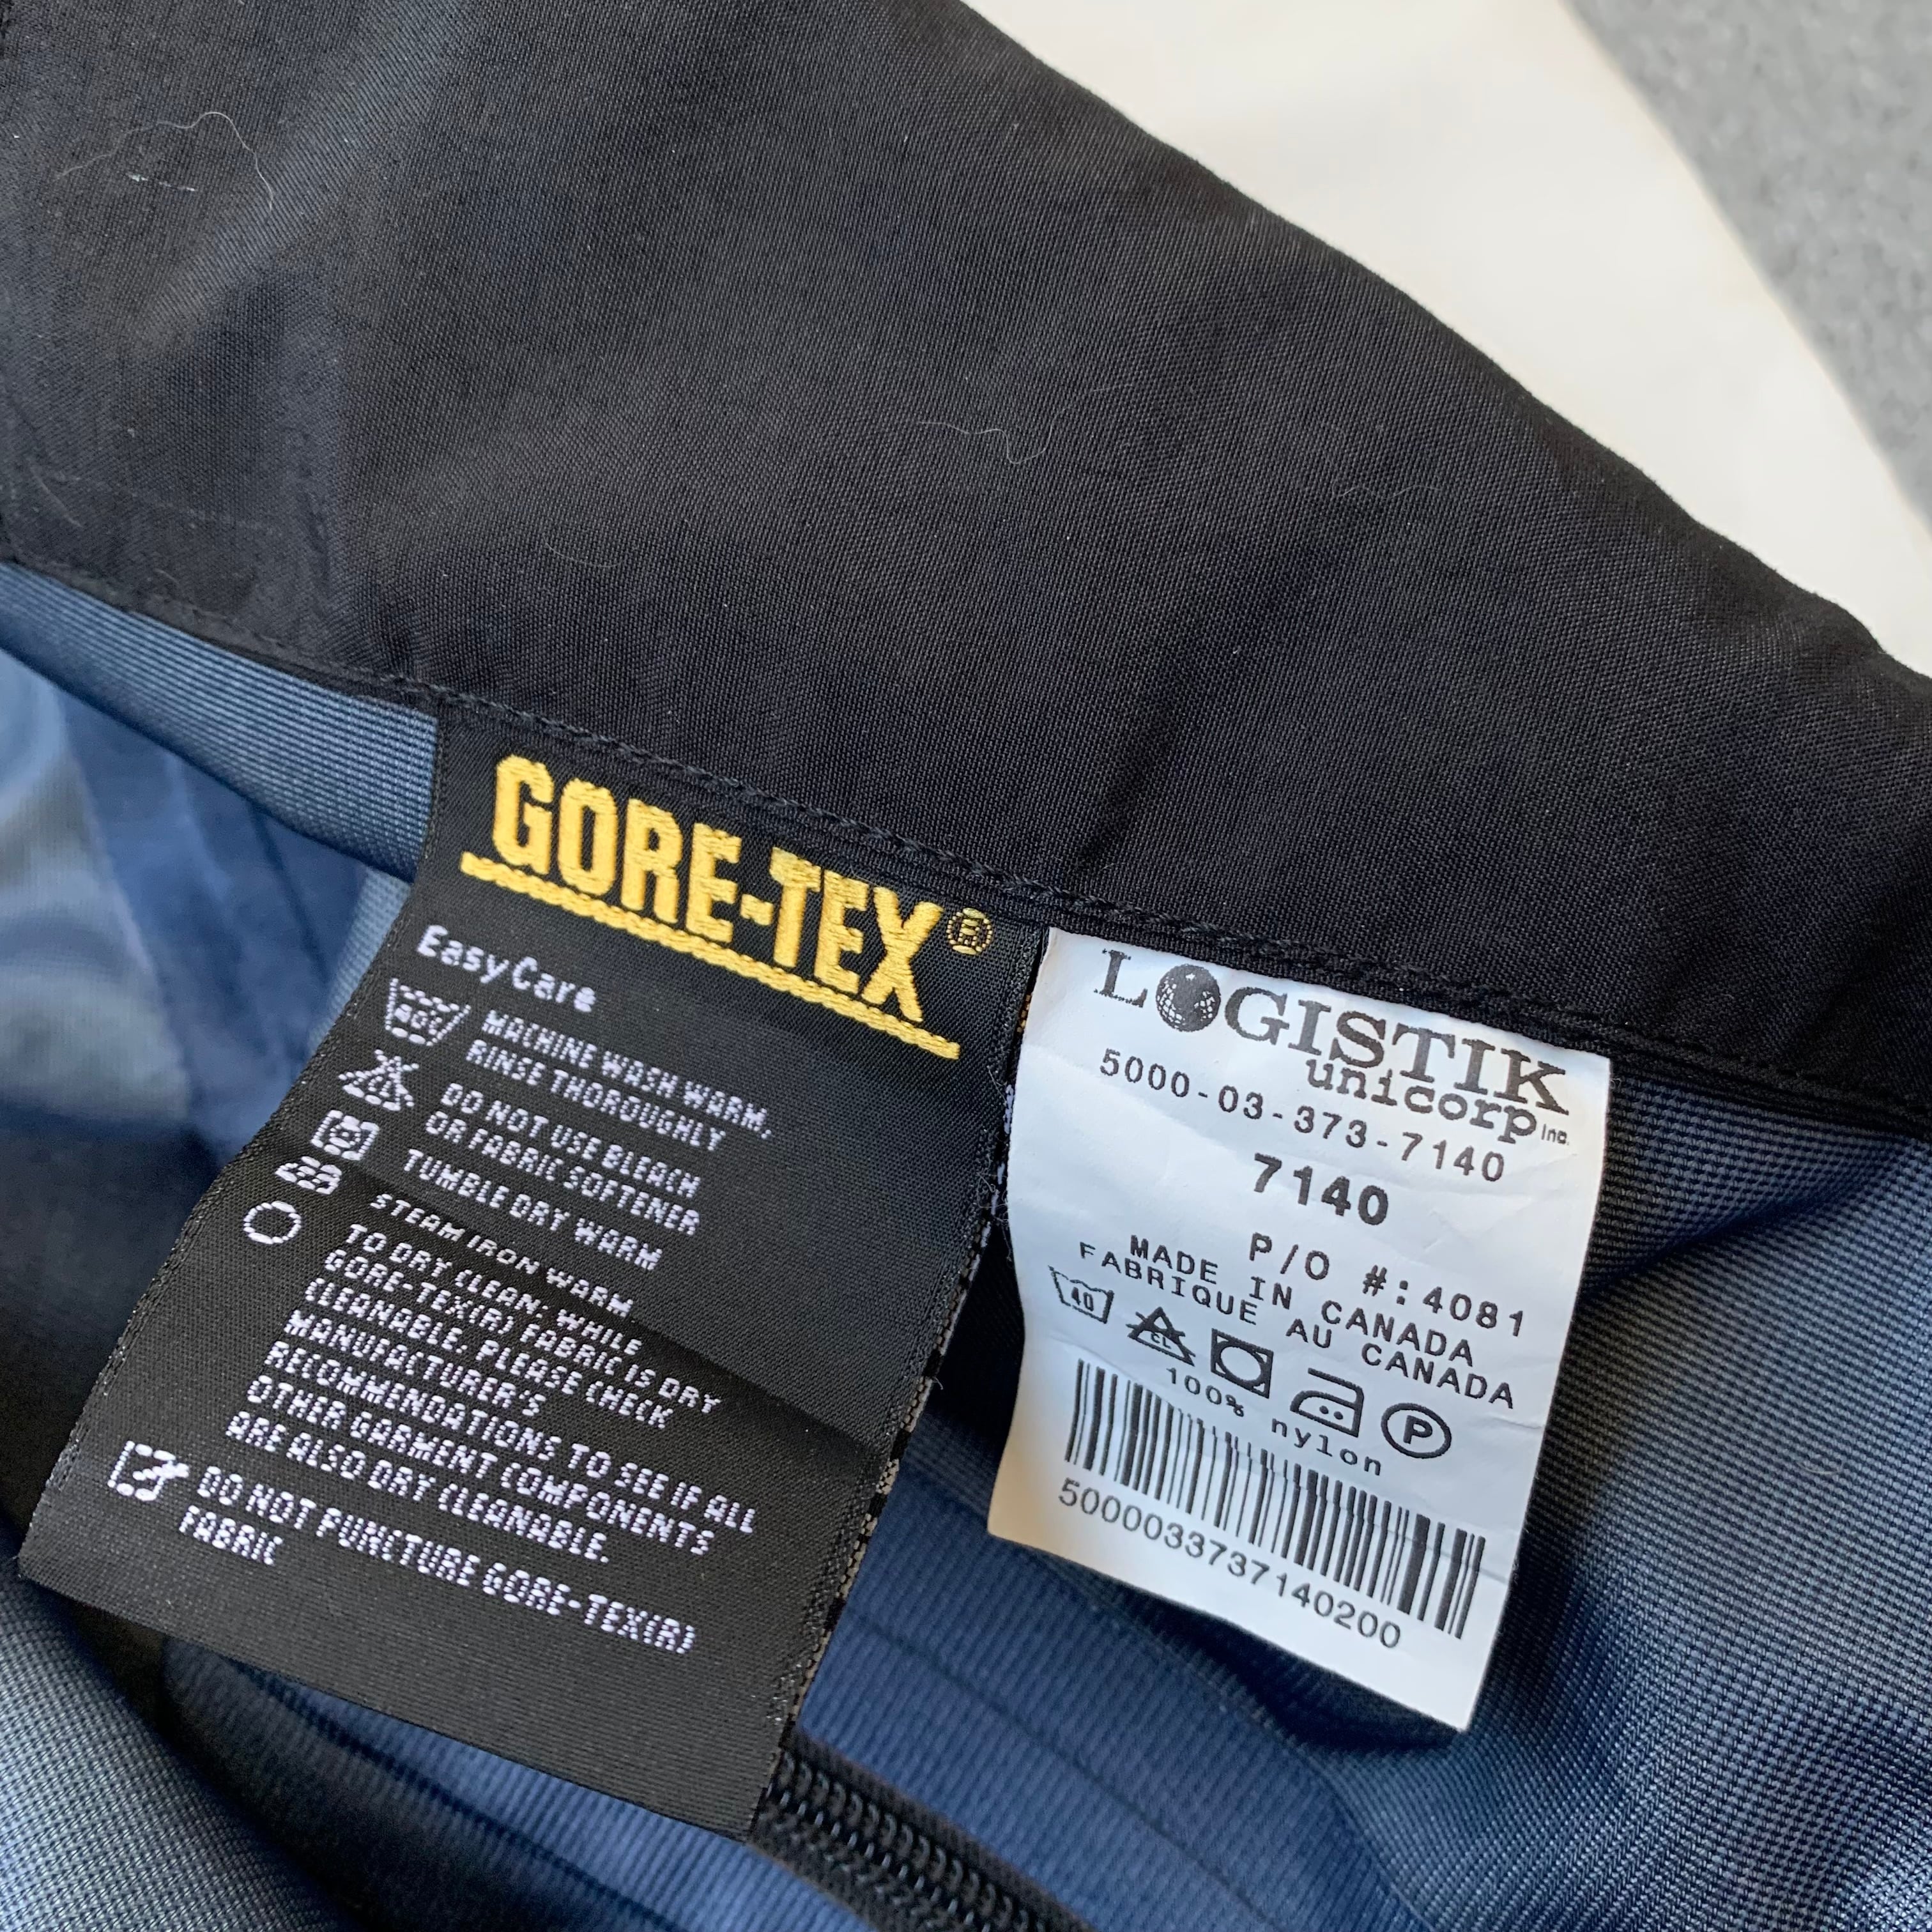 GORE-TEX®
EasyCare
40°
MACHINE WASH WARM,
RINSE THOROUGHLY
DO NOT USE BLEACH
OR FABRIC SOFTENER
TUMBLE DRY WARM
STEAM IRON WARM
TO DRY CLEAN: WHILE
GORE-TEX(R) FABRIC IS DRY
CLEANABLE, PLEASE CHECK
MANUFACTURER'S
RECOMMENDATIONS TO SEE IF ALL
OTHER GARMENT COMPONENTS
ARE ALSO DRY CLEANABLE.
DO NOT PUNCTURE GORE-TEX(R)
FABRIC
LOGISTIK
unicorp inc.
5000-03-373-7140
7140
P/O #:4081
MADE IN CANADA
FABRIQUE AU CANADA
40 CL P
100% nylon
5000033737140200